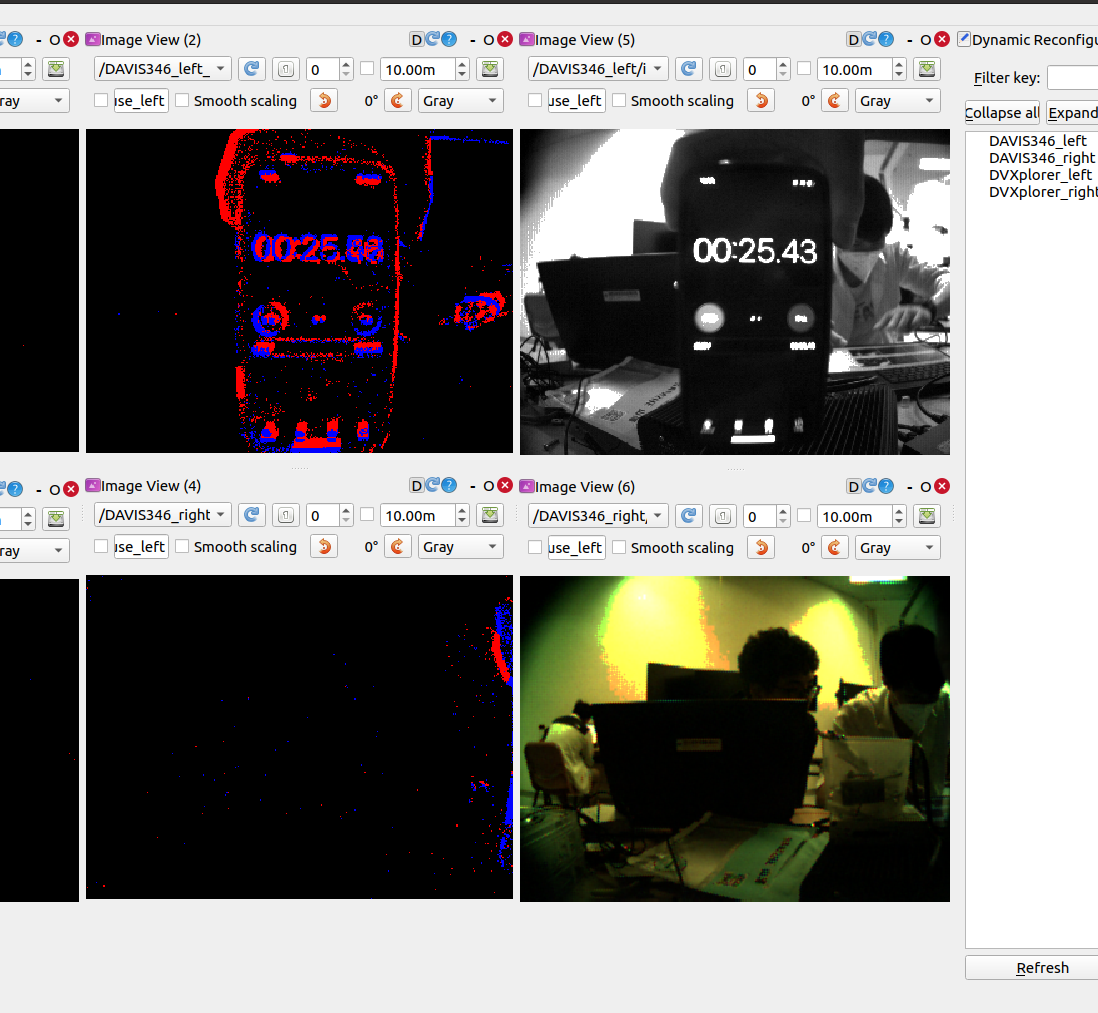 - O Image View (2) D - O Image View (5) D - O Dynamic Reconfigu
/DAVIS346_left_ 0 10.00m /DAVIS346_left/i 0 10.00m Filter key:
ray use_left Smooth scaling 0° Gray use_left Smooth scaling 0° Gray Collapse all Expand
DAVIS346_left
DAVIS346_right
DVXplorer_left
DVXplorer_right
00:25.43
- O Image View (4) D - O Image View (6) D - O
/DAVIS346_right 0 10.00m /DAVIS346_right/ 0 10.00m
ray use_left Smooth scaling 0° Gray use_left Smooth scaling 0° Gray
Refresh